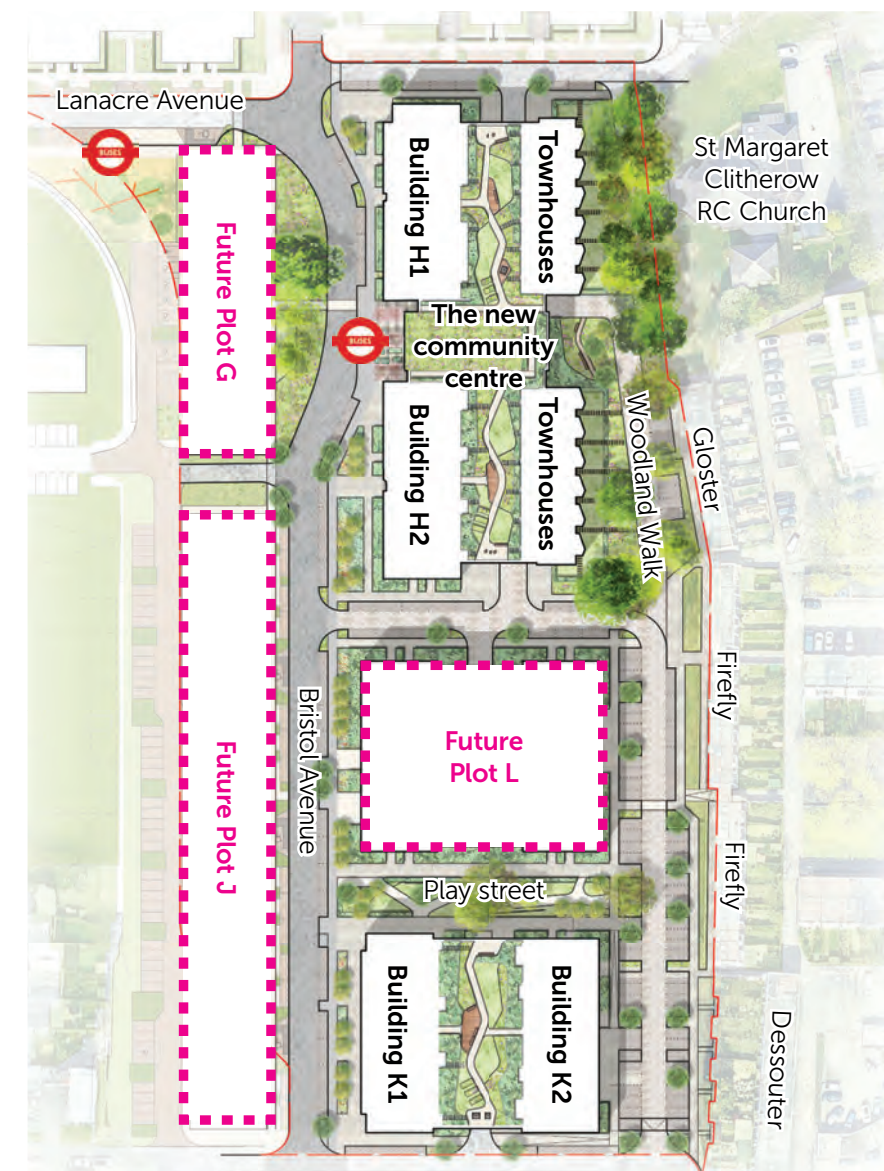 Lanacre Avenue
BUSES
St Margaret
Clitherow
RC Church
Building H1
Townhouses
Future Plot G
BUSES
The new
community
centre
Building H2
Townhouses
Woodland Walk
Gloster
Firefly
Future Plot J
Bristol Avenue
Future
Plot L
Firefly
Play street
Building K1
Building K2
Dessouter